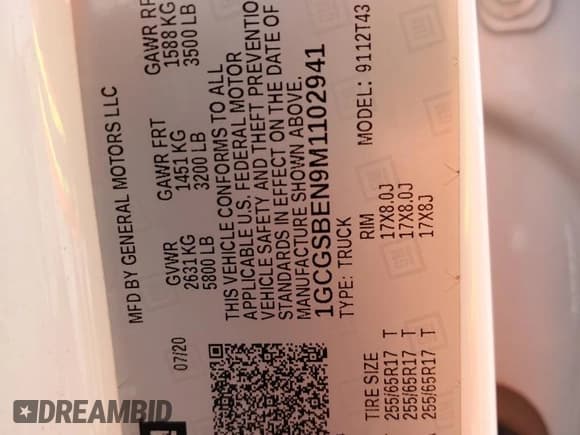 MFD BY GENERAL MOTORS LLC
07/20
GVWR GAWR FRT GAWR RR
2631 KG 1451 KG 1588 KG
5800 LB 3200 LB 3500 LB
THIS VEHICLE CONFORMS TO ALL
APPLICABLE U.S. FEDERAL MOTOR
VEHICLE SAFETY AND THEFT PREVENTIO
STANDARDS IN EFFECT ON THE DATE OF
MANUFACTURE SHOWN ABOVE.
1GCGSBEN9M1102941
TYPE: TRUCK MODEL: 9112T43
TIRE SIZE RIM
255/65R17 T 17X8.0J
255/65R17 T 17X8.0J
255/65R17 T 17X8J
DREAMBID